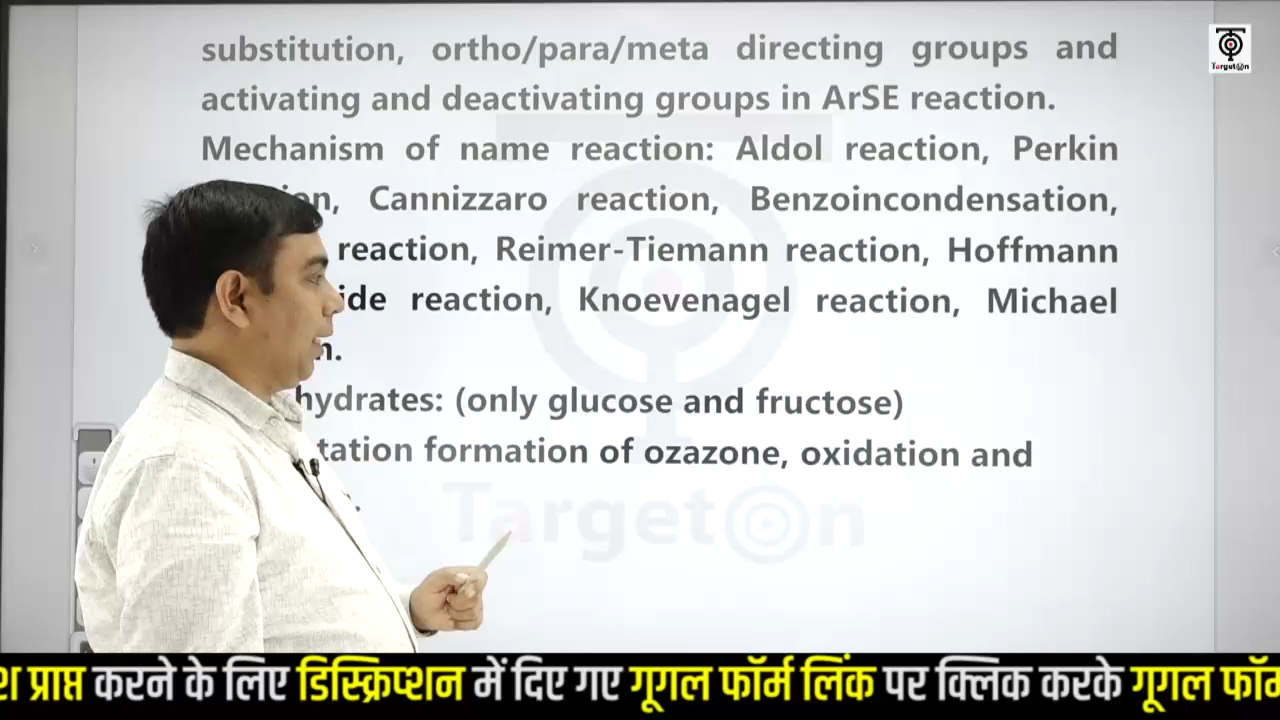 substitution, ortho/para/meta directing groups and
activating and deactivating groups in ArSE reaction.
Mechanism of name reaction: Aldol reaction, Perkin
Cannizzaro reaction, Benzoincondensation,
reaction, Reimer-Tiemann reaction, Hoffmann
reaction, Knoevenagel reaction, Michael
hydrates: (only glucose and fructose)
tation formation of ozazone, oxidation and
TargetOn
TargetOn
प्राप्त करने के लिए डिस्क्रिप्शन में दिए गए गूगल फॉर्म लिंक पर क्लिक करके गूगल